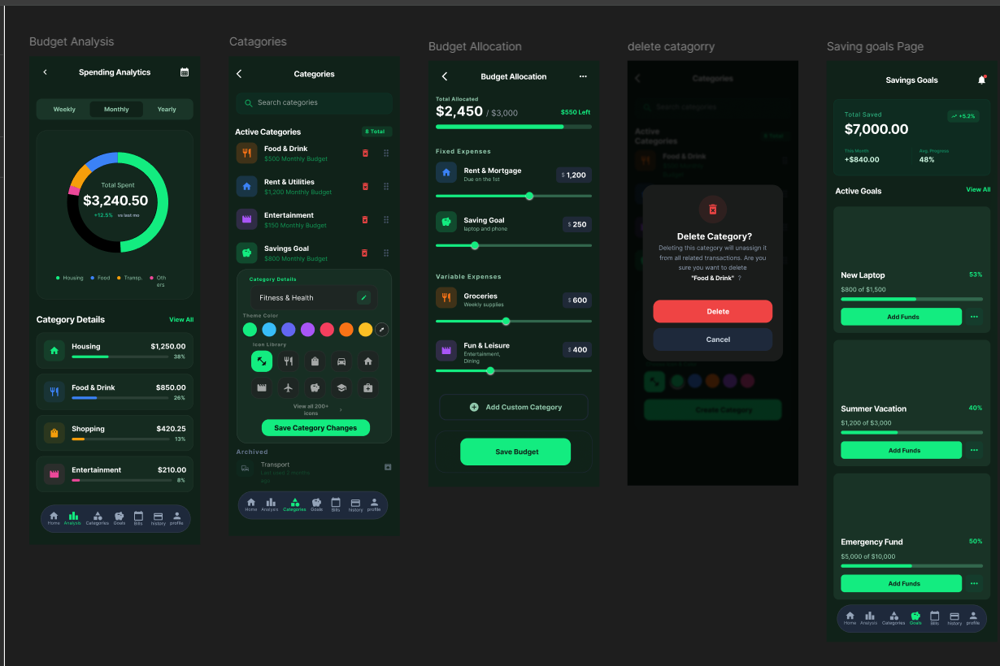 Budget Analysis
Spending Analytics
Weekly
Monthly
Yearly
Total Spent
$3,240.50
+12.5% vs last mo
Housing
Food
Transp.
Oth
ers
Category Details
View All
Housing
$1,250.00
38%
Food & Drink
$850.00
26%
Shopping
$420.25
13%
Entertainment
$210.00
8%
Home
Analysis
Categories
Goals
Bills
history
profile
Catagories
Categories
Search categories
Active Categories
8 Total
Food & Drink
$500 Monthly Budget
Rent & Utilities
$1,200 Monthly Budget
Entertainment
$150 Monthly Budget
Savings Goal
$800 Monthly Budget
Category Details
Fitness & Health
Theme Color
Icon Library
View all 200+
icons
Save Category Changes
Archived
Transport
Last used 2 months
ago
Home
Analysis
Categories
Goals
Bills
history
profile
Budget Allocation
Budget Allocation
Total Allocated
$2,450 / $3,000
$550 Left
Fixed Expenses
Rent & Mortgage
Due on the 1st
$ 1,200
Saving Goal
laptop and phone
$ 250
Variable Expenses
Groceries
Weekly supplies
$ 600
Fun & Leisure
Entertainment,
Dining
$ 400
Add Custom Category
Save Budget
delete catagorry
Categories
Search categories
Active
Categories
Food & Drink
Delete Category?
Deleting this category will unassign it
from all related transactions. Are you
sure you want to delete
"Food & Drink" ?
Delete
Cancel
Create Category
Saving goals Page
Savings Goals
Total Saved
+5.2%
$7,000.00
This Month
+$840.00
Avg. Progress
48%
Active Goals
View All
New Laptop
53%
$800 of $1,500
Add Funds
Summer Vacation
40%
$1,200 of $3,000
Add Funds
Emergency Fund
50%
$5,000 of $10,000
Add Funds
Home
Analysis
Categories
Goals
Bills
history
profile